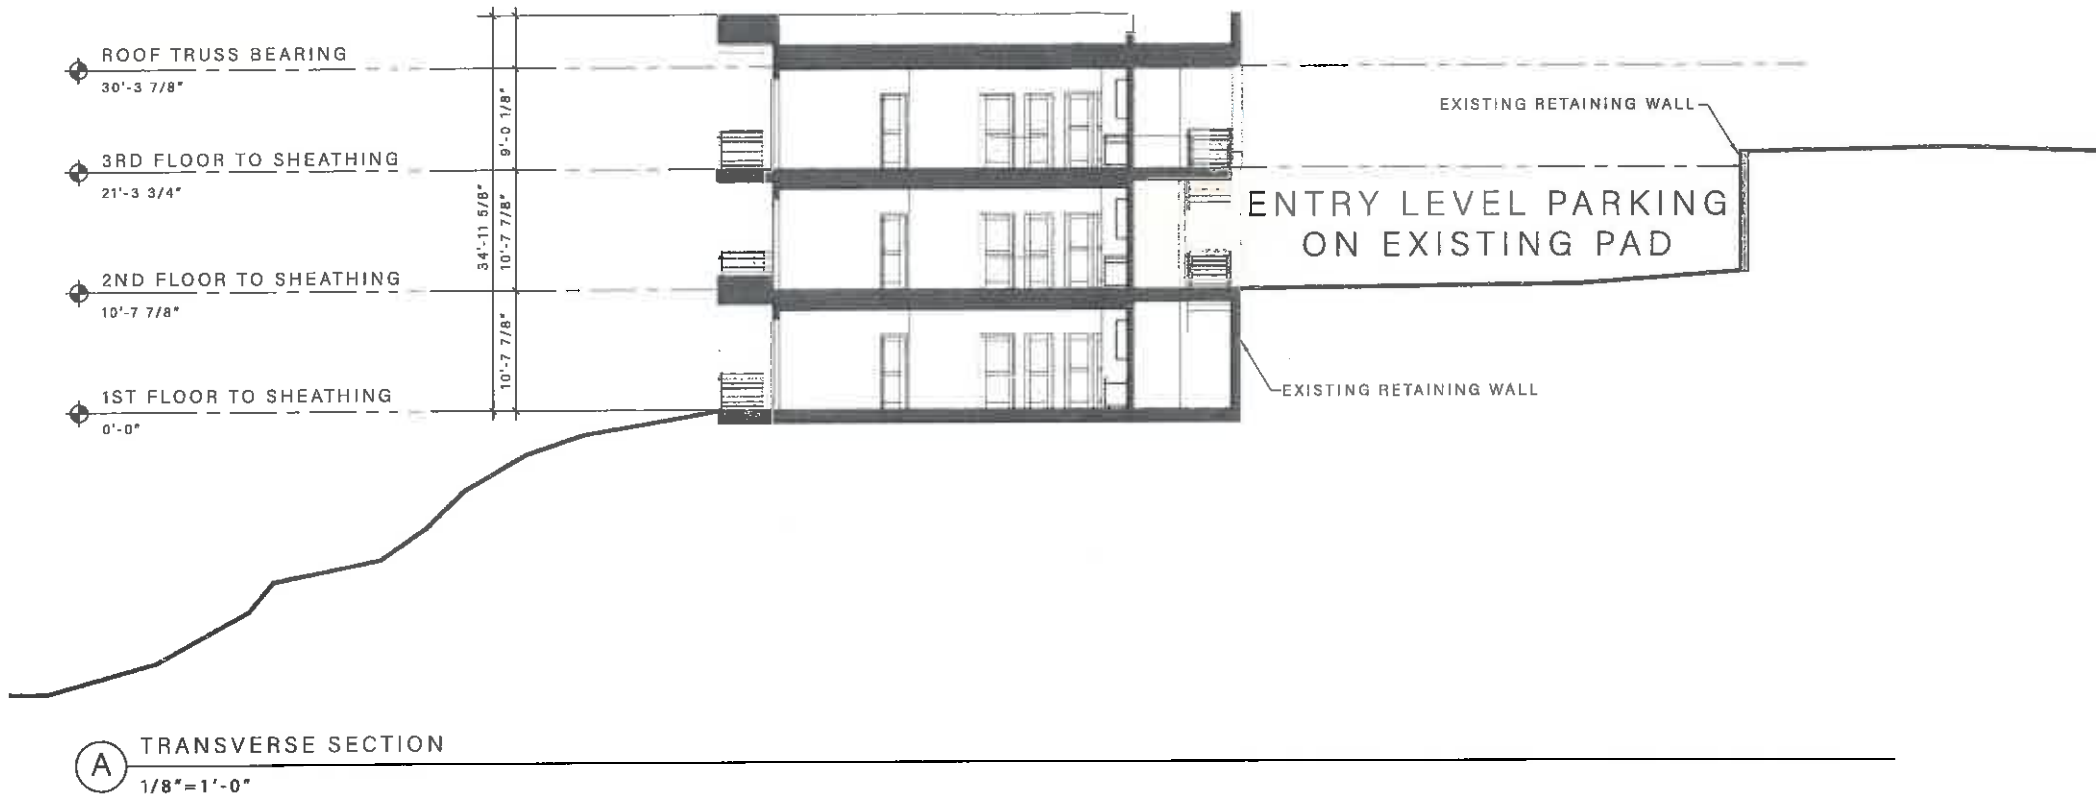 ROOF TRUSS BEARING
30'-3 7/8"
3RD FLOOR TO SHEATHING
21'-3 3/4"
2ND FLOOR TO SHEATHING
10'-7 7/8"
1ST FLOOR TO SHEATHING
0'-0"
34'-11 5/8"
9'-0 1/8"
10'-7 7/8"
10'-7 7/8"
EXISTING RETAINING WALL
ENTRY LEVEL PARKING
ON EXISTING PAD
EXISTING RETAINING WALL
A
TRANSVERSE SECTION
1/8"=1'-0"